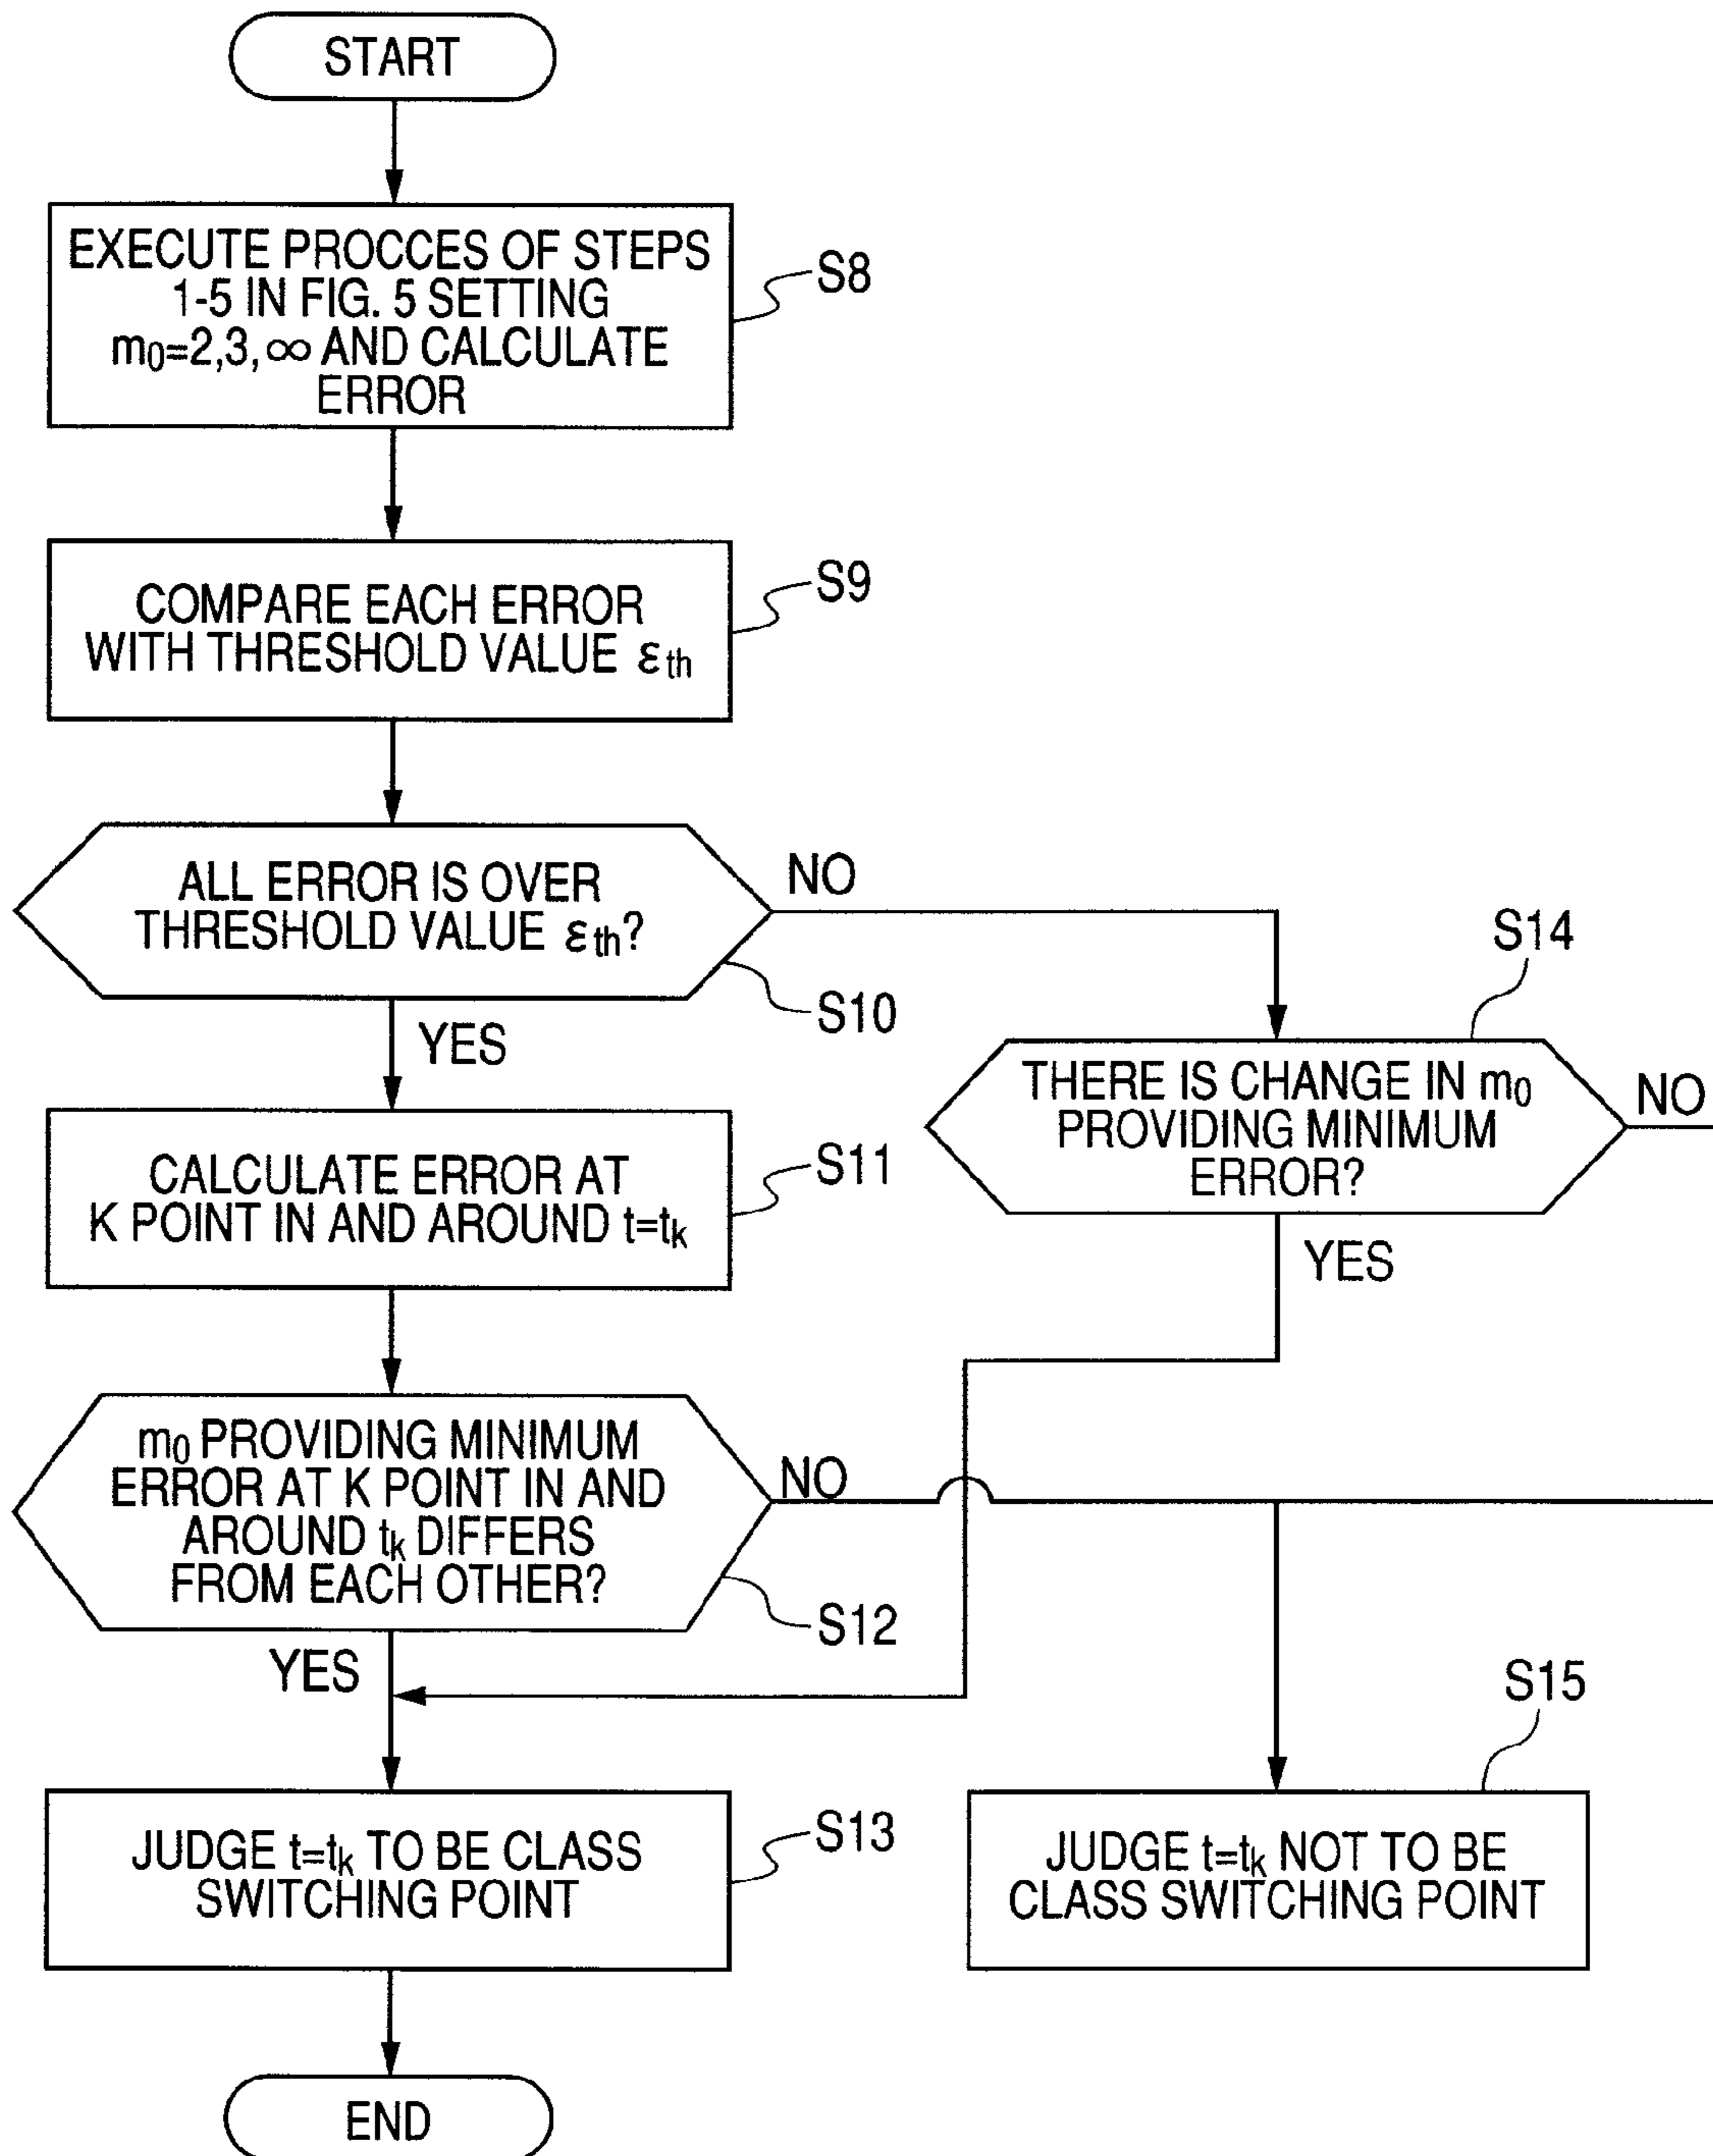 START
EXECUTE PROCCES OF STEPS
1-5 IN FIG. 5 SETTING
m0=2,3,∞ AND CALCULATE
ERROR
S8
COMPARE EACH ERROR
WITH THRESHOLD VALUE εth
S9
ALL ERROR IS OVER
THRESHOLD VALUE εth?
NO
S10
YES
S14
THERE IS CHANGE IN m0
PROVIDING MINIMUM
ERROR?
NO
YES
CALCULATE ERROR AT
K POINT IN AND AROUND t=tk
S11
m0 PROVIDING MINIMUM
ERROR AT K POINT IN AND
AROUND tk DIFFERS
FROM EACH OTHER?
NO
S12
YES
JUDGE t=tk TO BE CLASS
SWITCHING POINT
S13
S15
JUDGE t=tk NOT TO BE
CLASS SWITCHING POINT
END